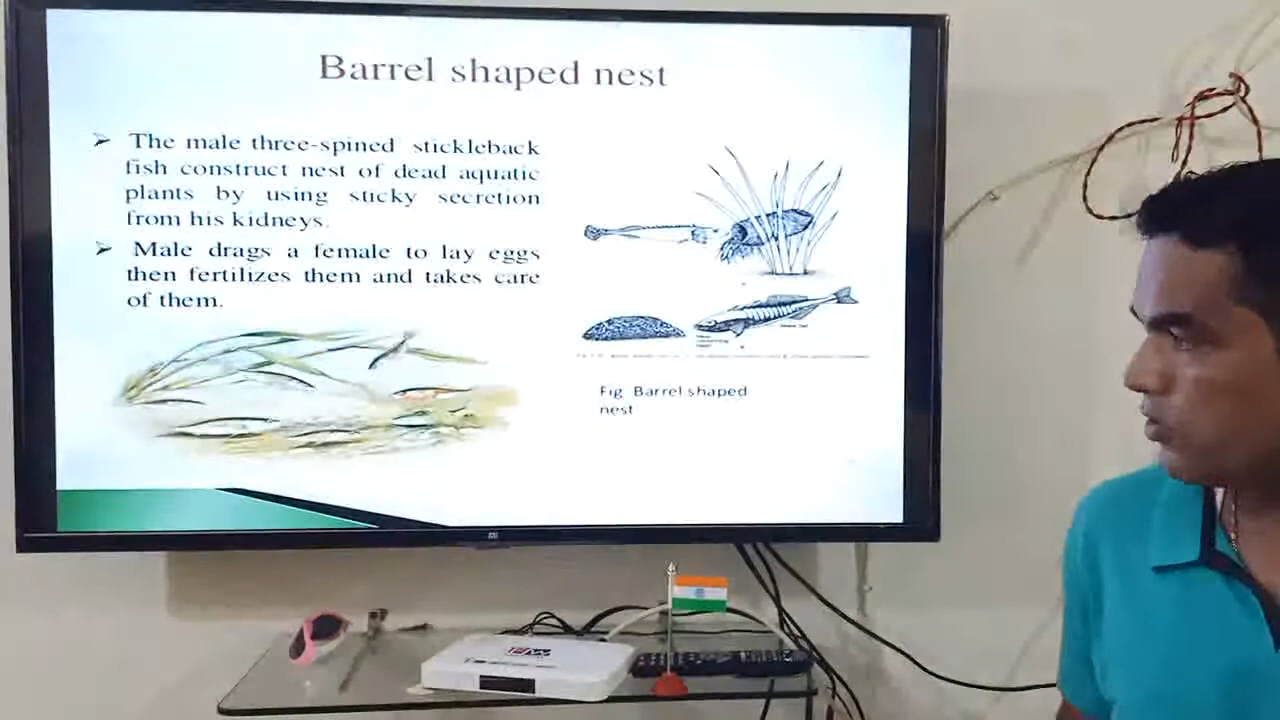 Barrel shaped nest
➢ The male three-spined stickleback
fish construct nest of dead aquatic
plants by using sticky secretion
from his kidneys.
➢ Male drags a female to lay eggs
then fertilizes them and takes care
of them.
Fig Barrel shaped
nest
mi